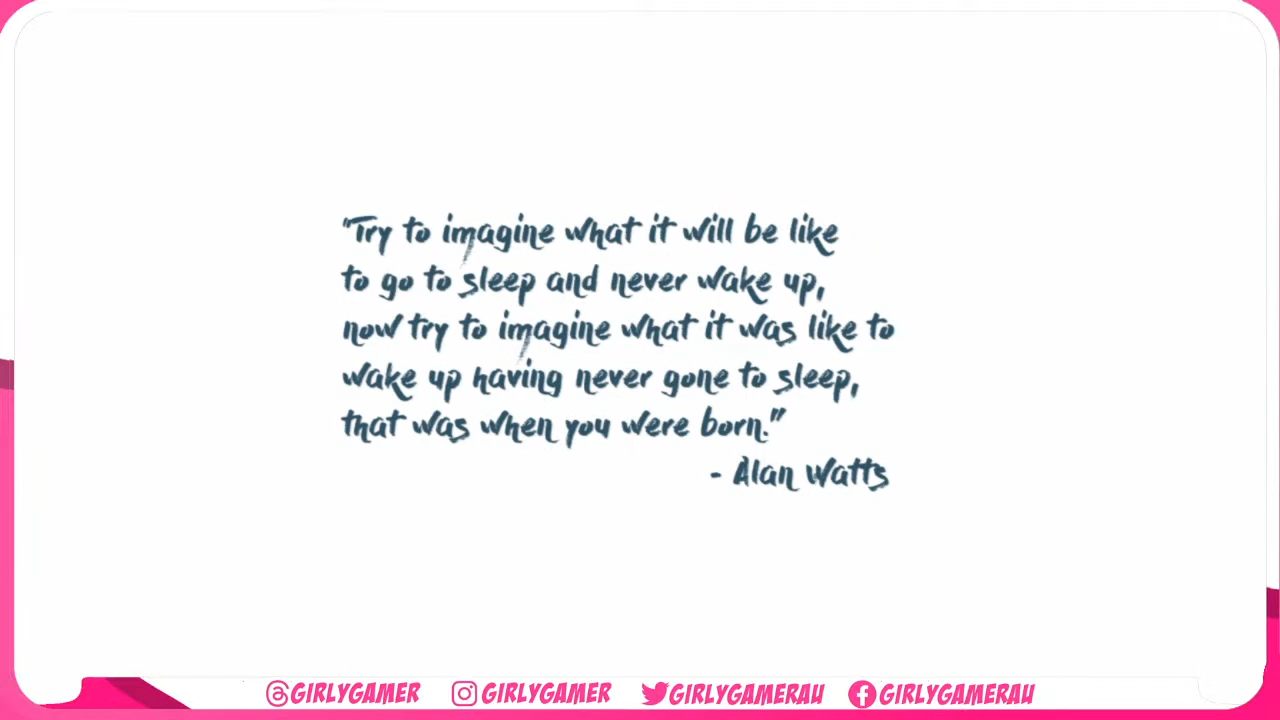 "Try to imagine what it will be like
to go to sleep and never wake up,
now try to imagine what it was like to
wake up having never gone to sleep,
that was when you were born."
- Alan Watts
GIRLYGAMER GIRLYGAMER GIRLYGAMERAU GIRLYGAMERAU